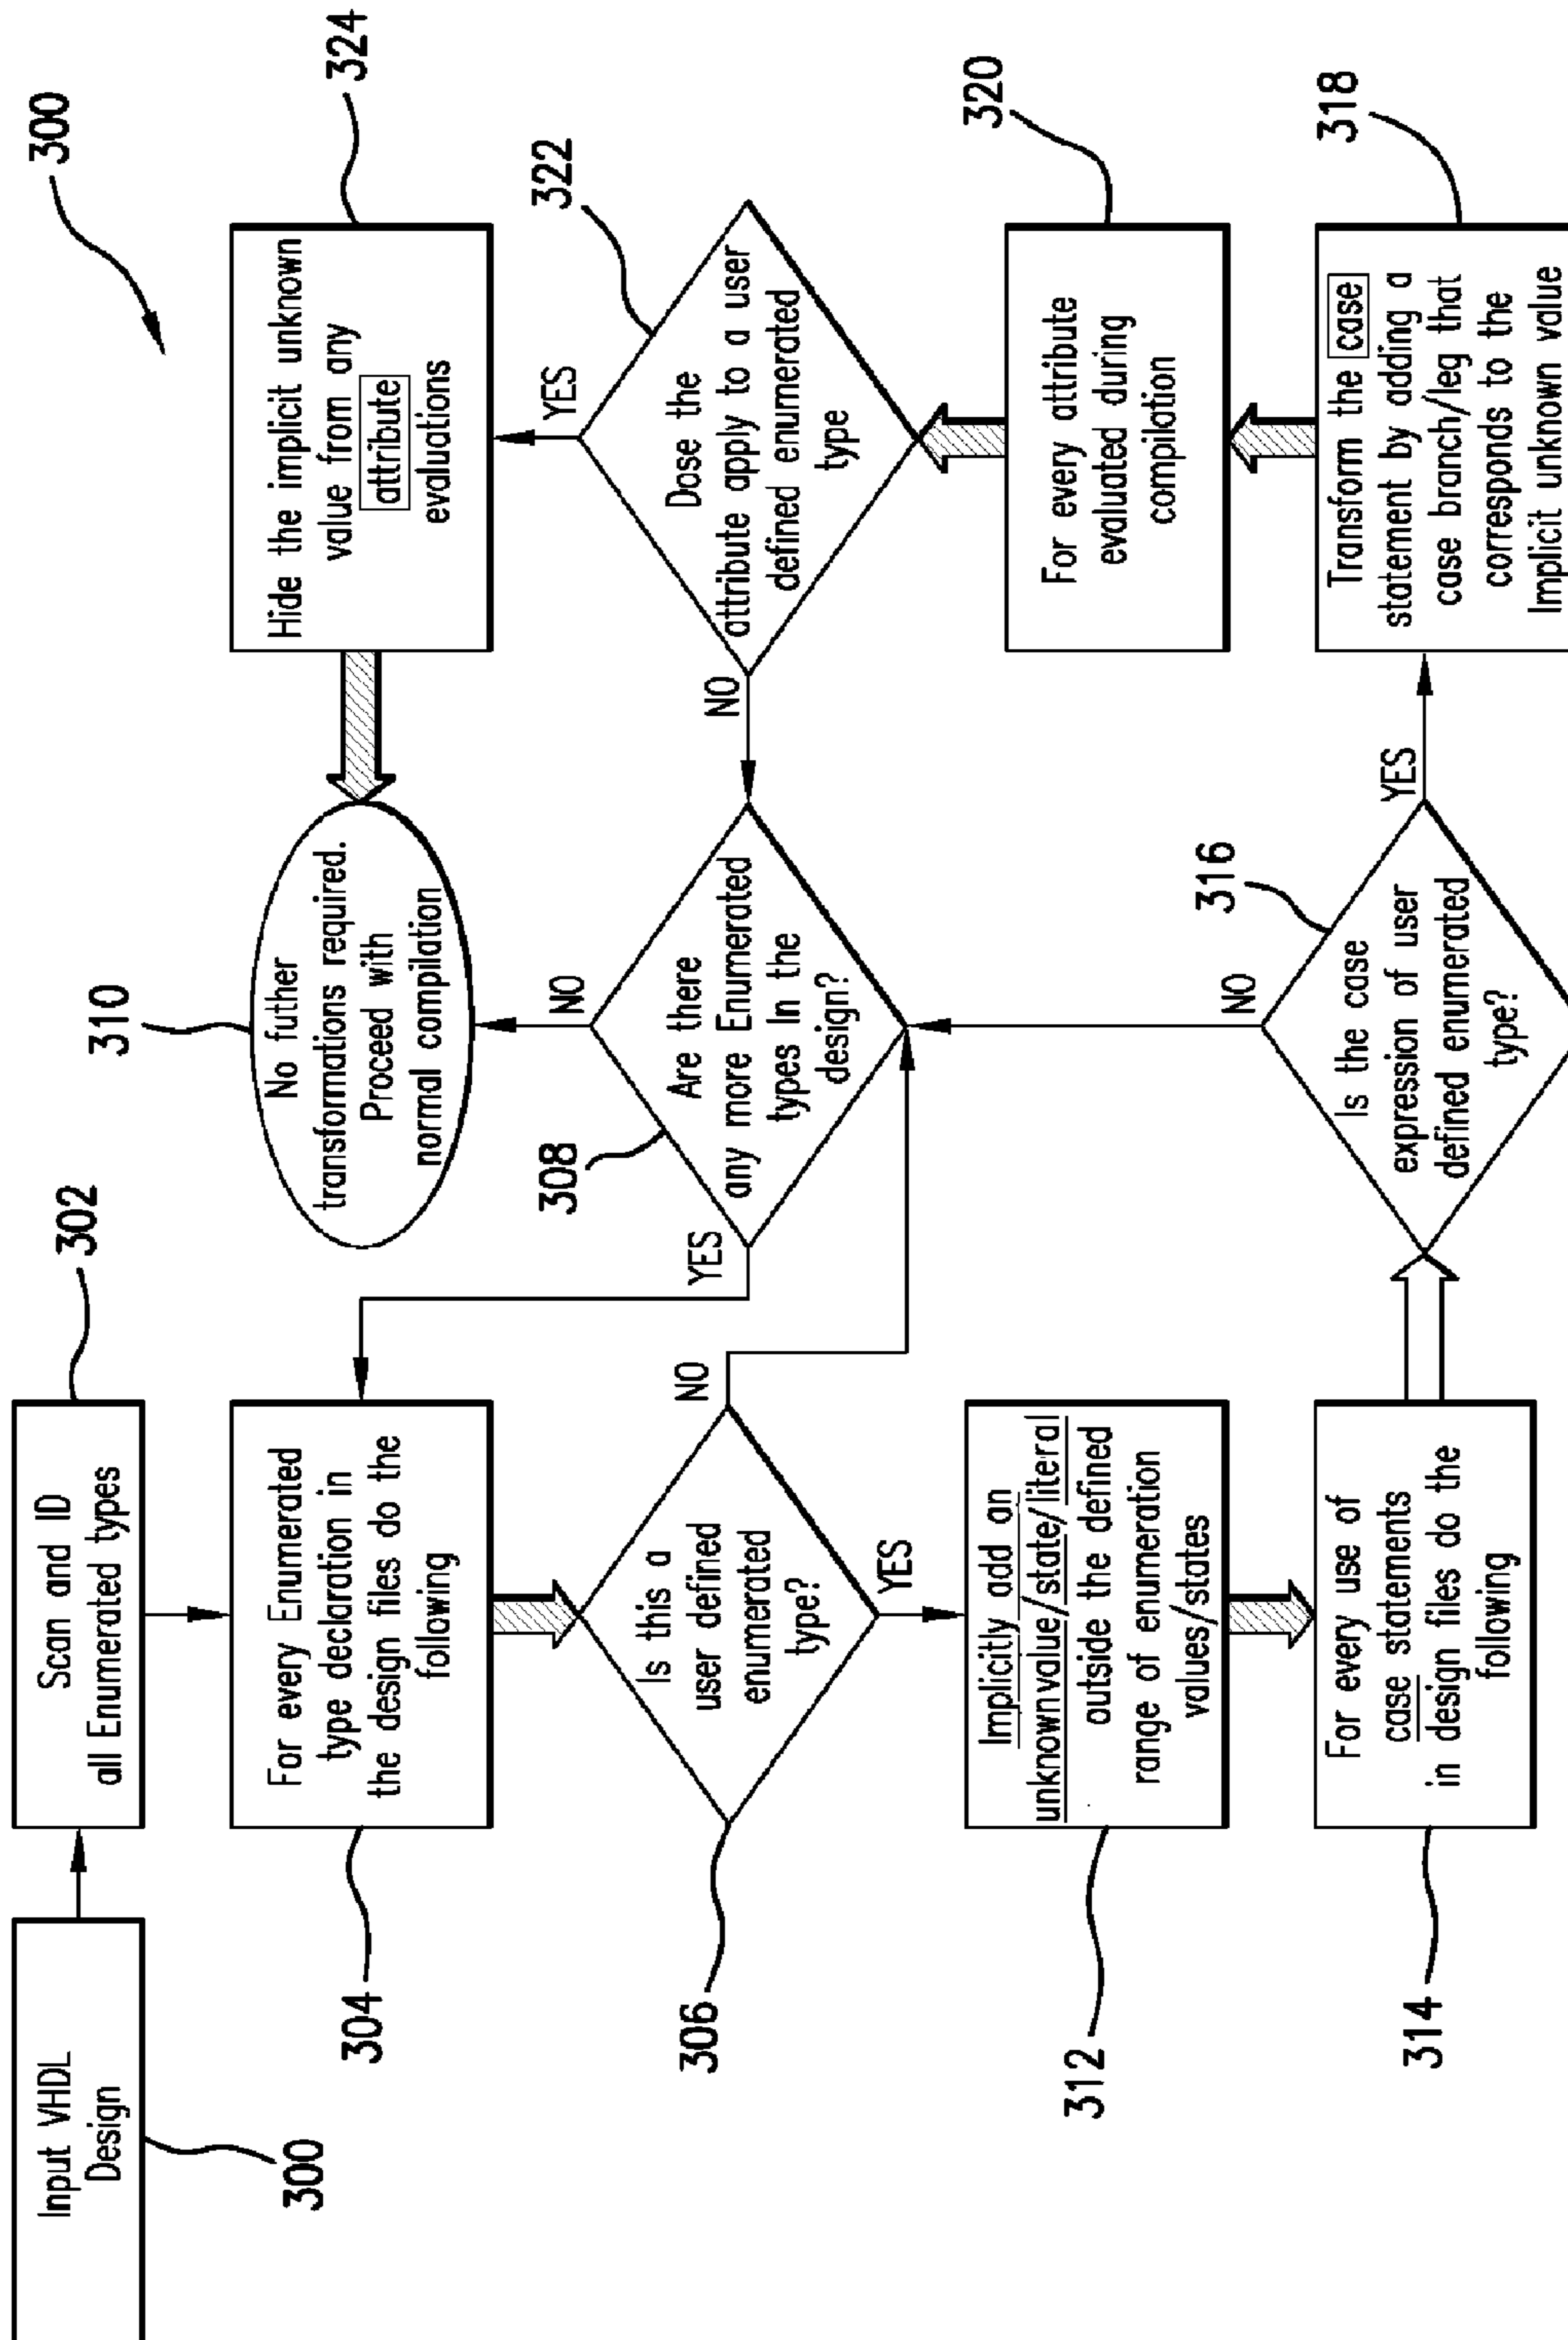 300
Input VHDL
Design
300
Scan and ID
all Enumerated types
302
For every Enumerated
type declaration in
the design files do the
following
304
Is this a
user defined
enumerated
type?
306
NO
YES
Are there
any more Enumerated
types In the
design?
308
YES
NO
No futher
transformations required.
Proceed with
normal compilation
310
Implicitly add an
unknownvalue/state/literal
outside the defined
range of enumeration
values/states
312
For every use of
case statements
in design files do the
following
314
Is the case
expression of user
defined enumerated
type?
316
NO
YES
Transform the case
statement by adding a
case branch/leg that
corresponds to the
Implicit unknown value
318
For every attribute
evaluated during
compilation
320
Dose the
attribute apply to a user
defined enumerated
type
322
NO
YES
Hide the implicit unknown
value from any
attribute
evaluations
324